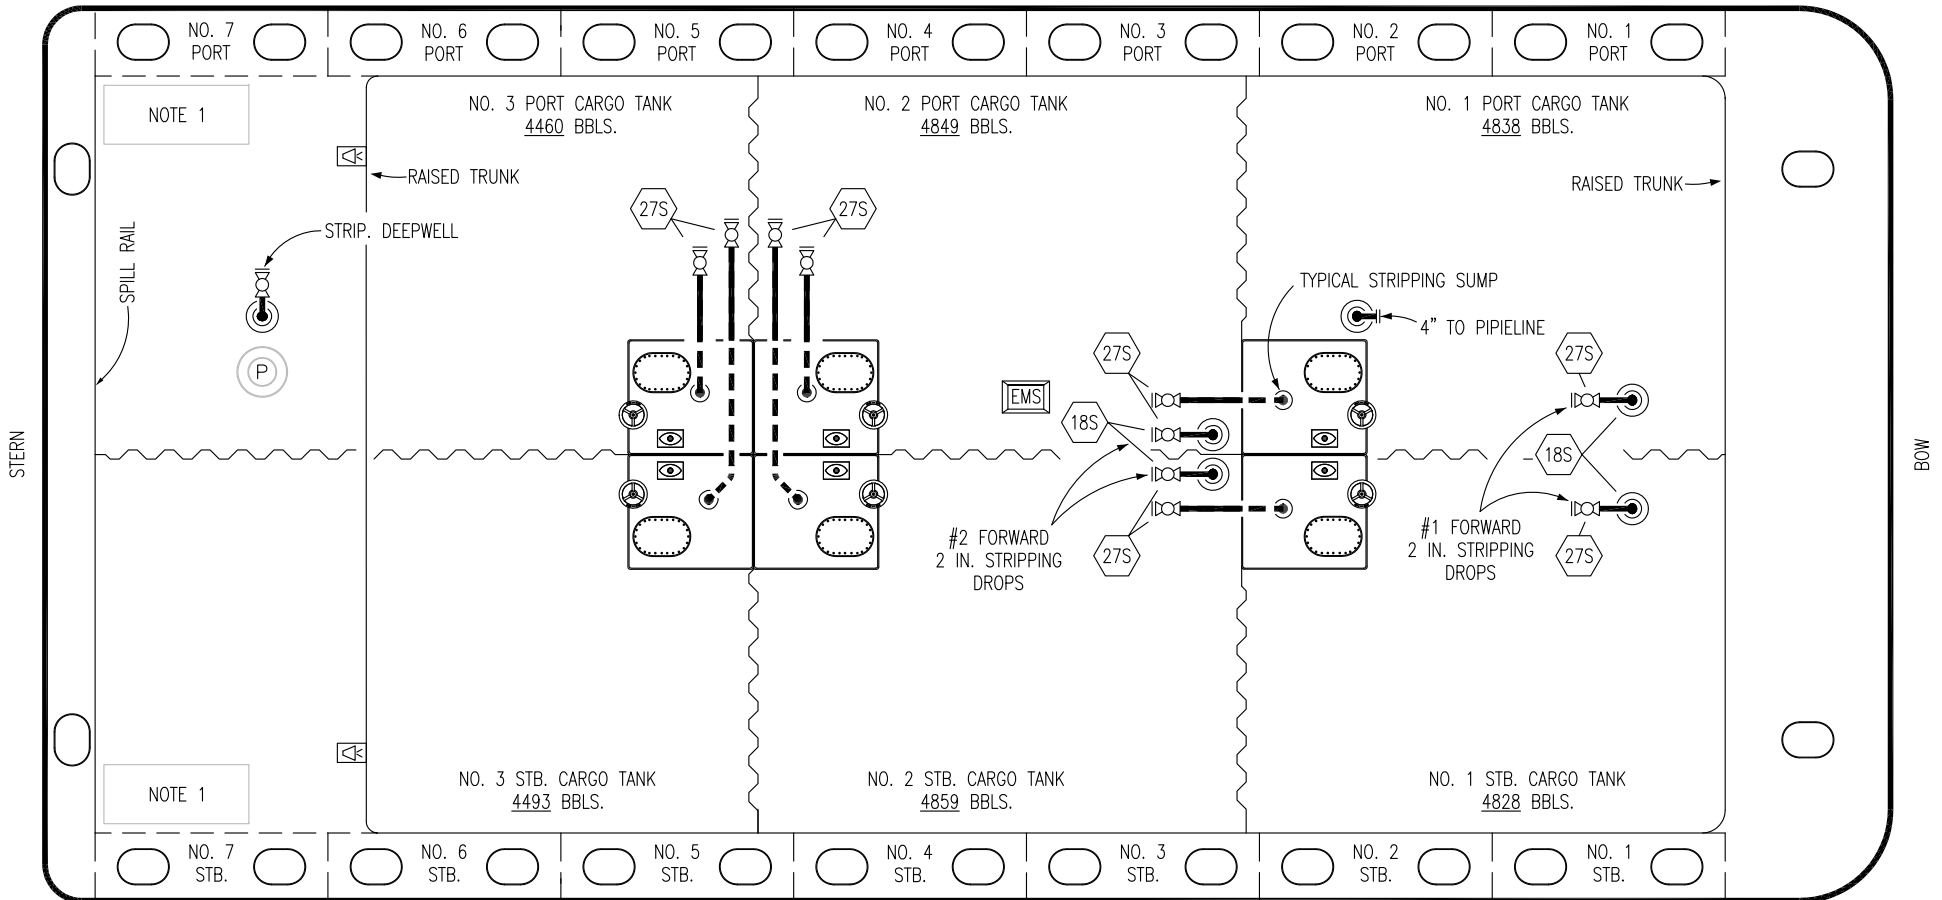 NO. 7
PORT
NO. 6
PORT
NO. 5
PORT
NO. 4
PORT
NO. 3
PORT
NO. 2
PORT
NO. 1
PORT
NOTE 1
NO. 3 PORT CARGO TANK
4460 BBLS.
NO. 2 PORT CARGO TANK
4849 BBLS.
NO. 1 PORT CARGO TANK
4838 BBLS.
RAISED TRUNK
RAISED TRUNK
27S
27S
STRIP. DEEPWELL
SPILL RAIL
TYPICAL STRIPPING SUMP
4" TO PIPIELINE
P
27S
27S
EMS
18S
18S
STERN
BOW
#2 FORWARD
2 IN. STRIPPING
DROPS
27S
#1 FORWARD
2 IN. STRIPPING
DROPS
27S
NO. 3 STB. CARGO TANK
4493 BBLS.
NO. 2 STB. CARGO TANK
4859 BBLS.
NO. 1 STB. CARGO TANK
4828 BBLS.
NOTE 1
NO. 7
STB.
NO. 6
STB.
NO. 5
STB.
NO. 4
STB.
NO. 3
STB.
NO. 2
STB.
NO. 1
STB.